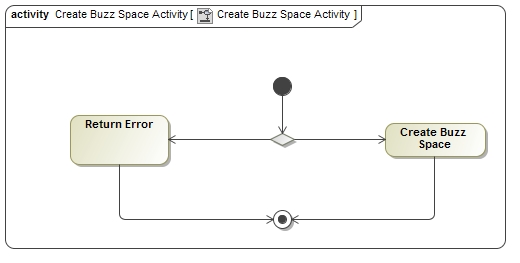 activity Create Buzz Space Activity [ Create Buzz Space Activity ]
Return Error
Create Buzz
Space